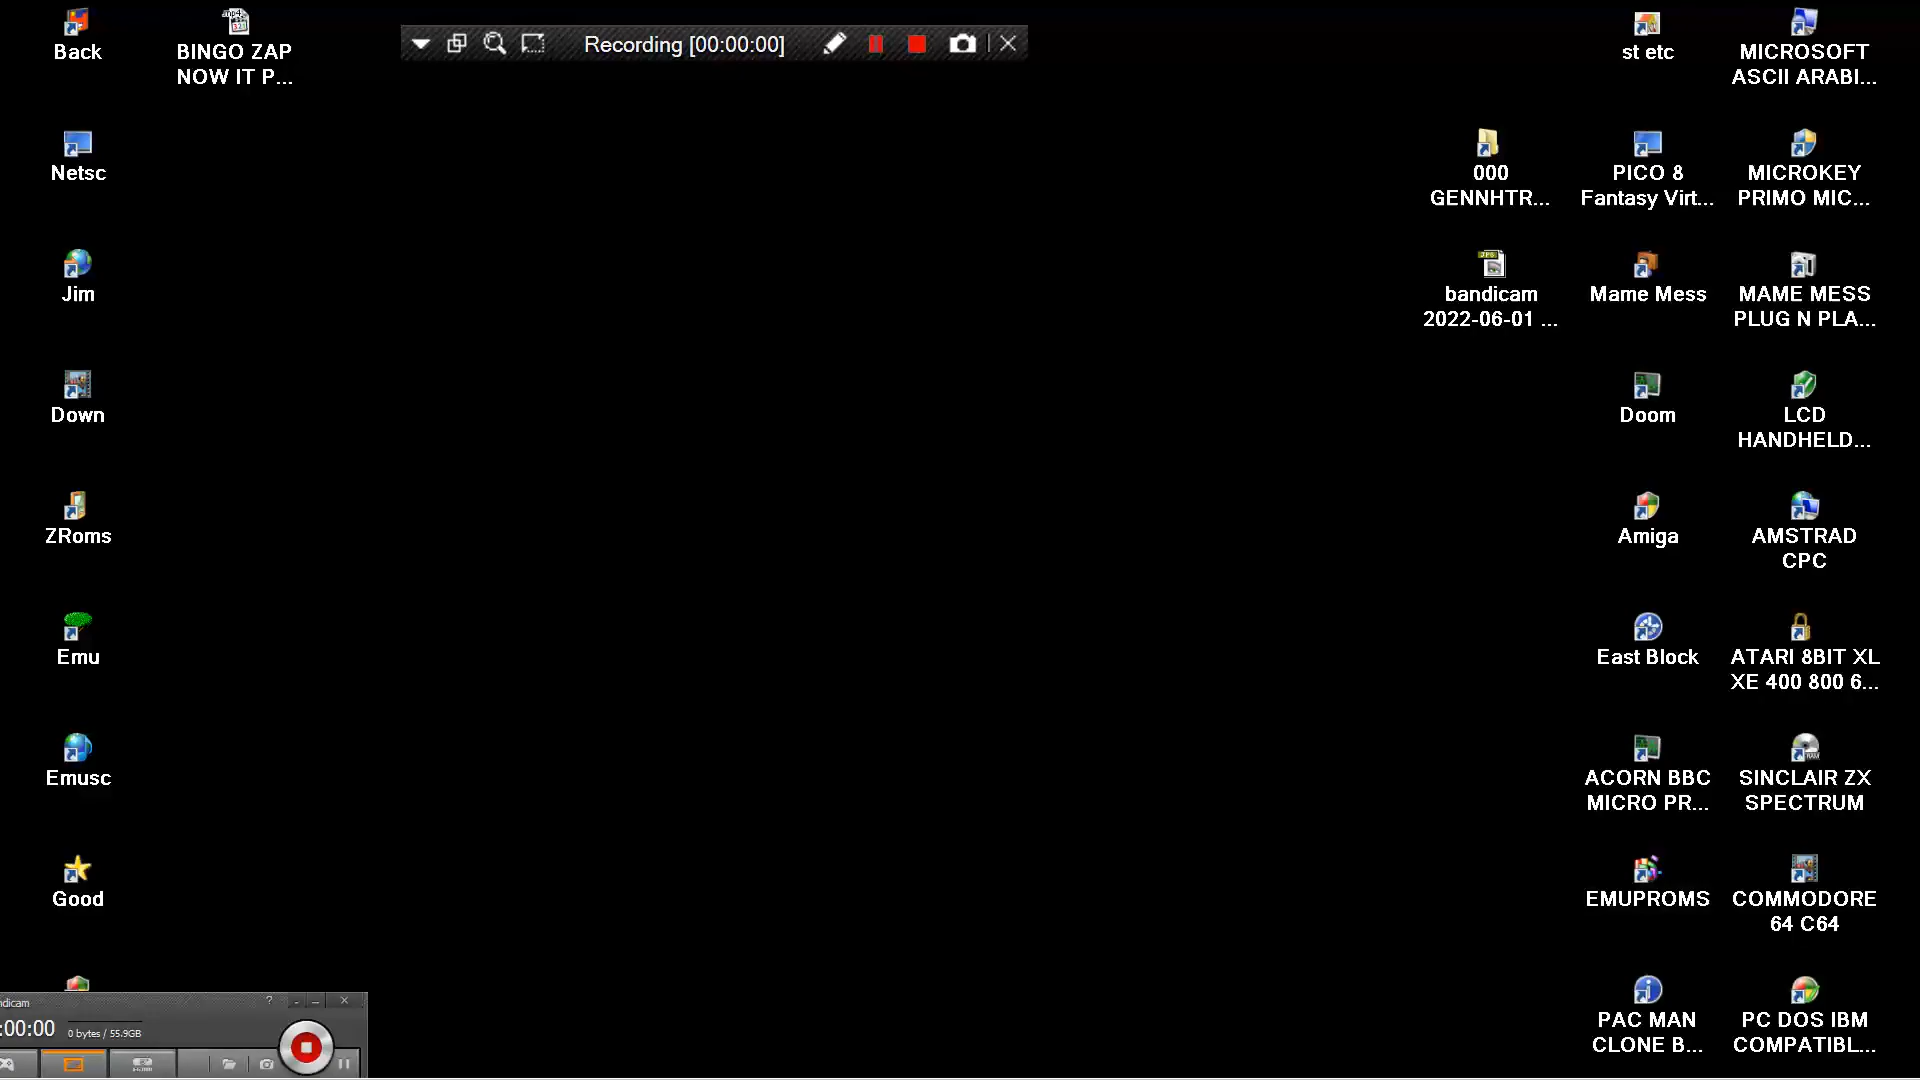 Back
BINGO ZAP
NOW IT P...
Recording [00:00:00]
st etc
MICROSOFT
ASCII ARABI...
Netsc
000
GENNHTR...
PICO 8
Fantasy Virt...
MICROKEY
PRIMO MIC...
Jim
bandicam
2022-06-01 ...
Mame Mess
MAME MESS
PLUG N PLA...
Down
Doom
LCD
HANDHELD...
ZRoms
Amiga
AMSTRAD
CPC
Emu
East Block
ATARI 8BIT XL
XE 400 800 6...
Emusc
ACORN BBC
MICRO PR...
SINCLAIR ZX
SPECTRUM
Good
EMUPROMS
COMMODORE
64 C64
PAC MAN
CLONE B...
PC DOS IBM
COMPATIBL...
ndicam
:00:00
0 bytes / 55.9GB